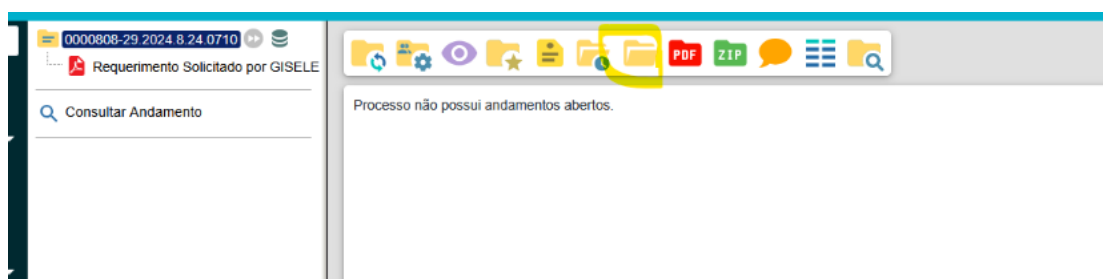 0000808-29.2024.8.24.0710
Requerimento Solicitado por GISELE
Consultar Andamento
PDF ZIP
Processo não possui andamentos abertos.